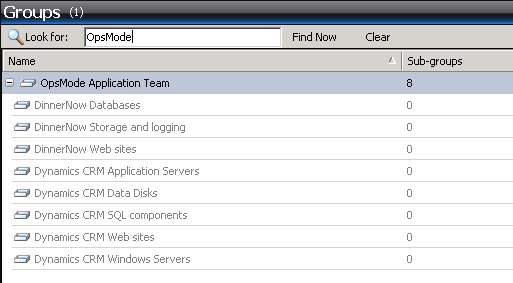 Groups (1)
Look for: OpsMode Find Now Clear
Name Sub-groups
OpsMode Application Team 8
DinnerNow Databases 0
DinnerNow Storage and logging 0
DinnerNow Web sites 0
Dynamics CRM Application Servers 0
Dynamics CRM Data Disks 0
Dynamics CRM SQL components 0
Dynamics CRM Web sites 0
Dynamics CRM Windows Servers 0